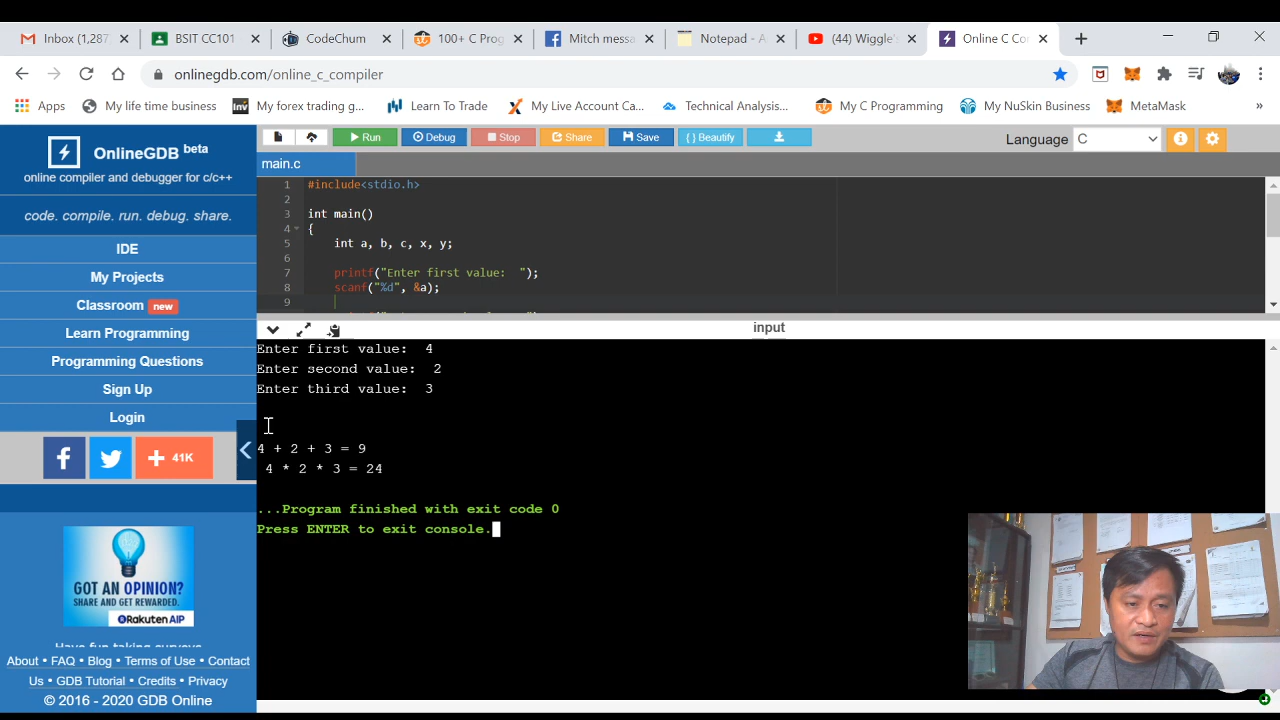 Inbox (1,287
BSIT CC101
CodeChum
100+ C Prog
Mitch messa
Notepad - A
(44) Wiggle's
Online C Co
onlinegdb.com/online_c_compiler
Apps
My life time business
My forex trading g...
Learn To Trade
My Live Account Ca...
Technical Analysis...
My C Programming
My NuSkin Business
MetaMask
»
OnlineGDB beta
online compiler and debugger for c/c++
code. compile. run. debug. share.
IDE
My Projects
Classroom new
Learn Programming
Programming Questions
Sign Up
Login
41K
GOT AN OPINION?
SHARE AND GET REWARDED.
Rakuten AIP
About • FAQ • Blog • Terms of Use • Contact
Us • GDB Tutorial • Credits • Privacy
© 2016 - 2020 GDB Online
Run
Debug
Stop
Share
Save
{ } Beautify
Language C
main.c
1 #include<stdio.h>
2
3 int main()
4 {
5 int a, b, c, x, y;
6
7 printf("Enter first value:  ");
8 scanf("%d", &a);
9
input
Enter first value:  4
Enter second value:  2
Enter third value:  3
4 + 2 + 3 = 9
4 * 2 * 3 = 24
...Program finished with exit code 0
Press ENTER to exit console.